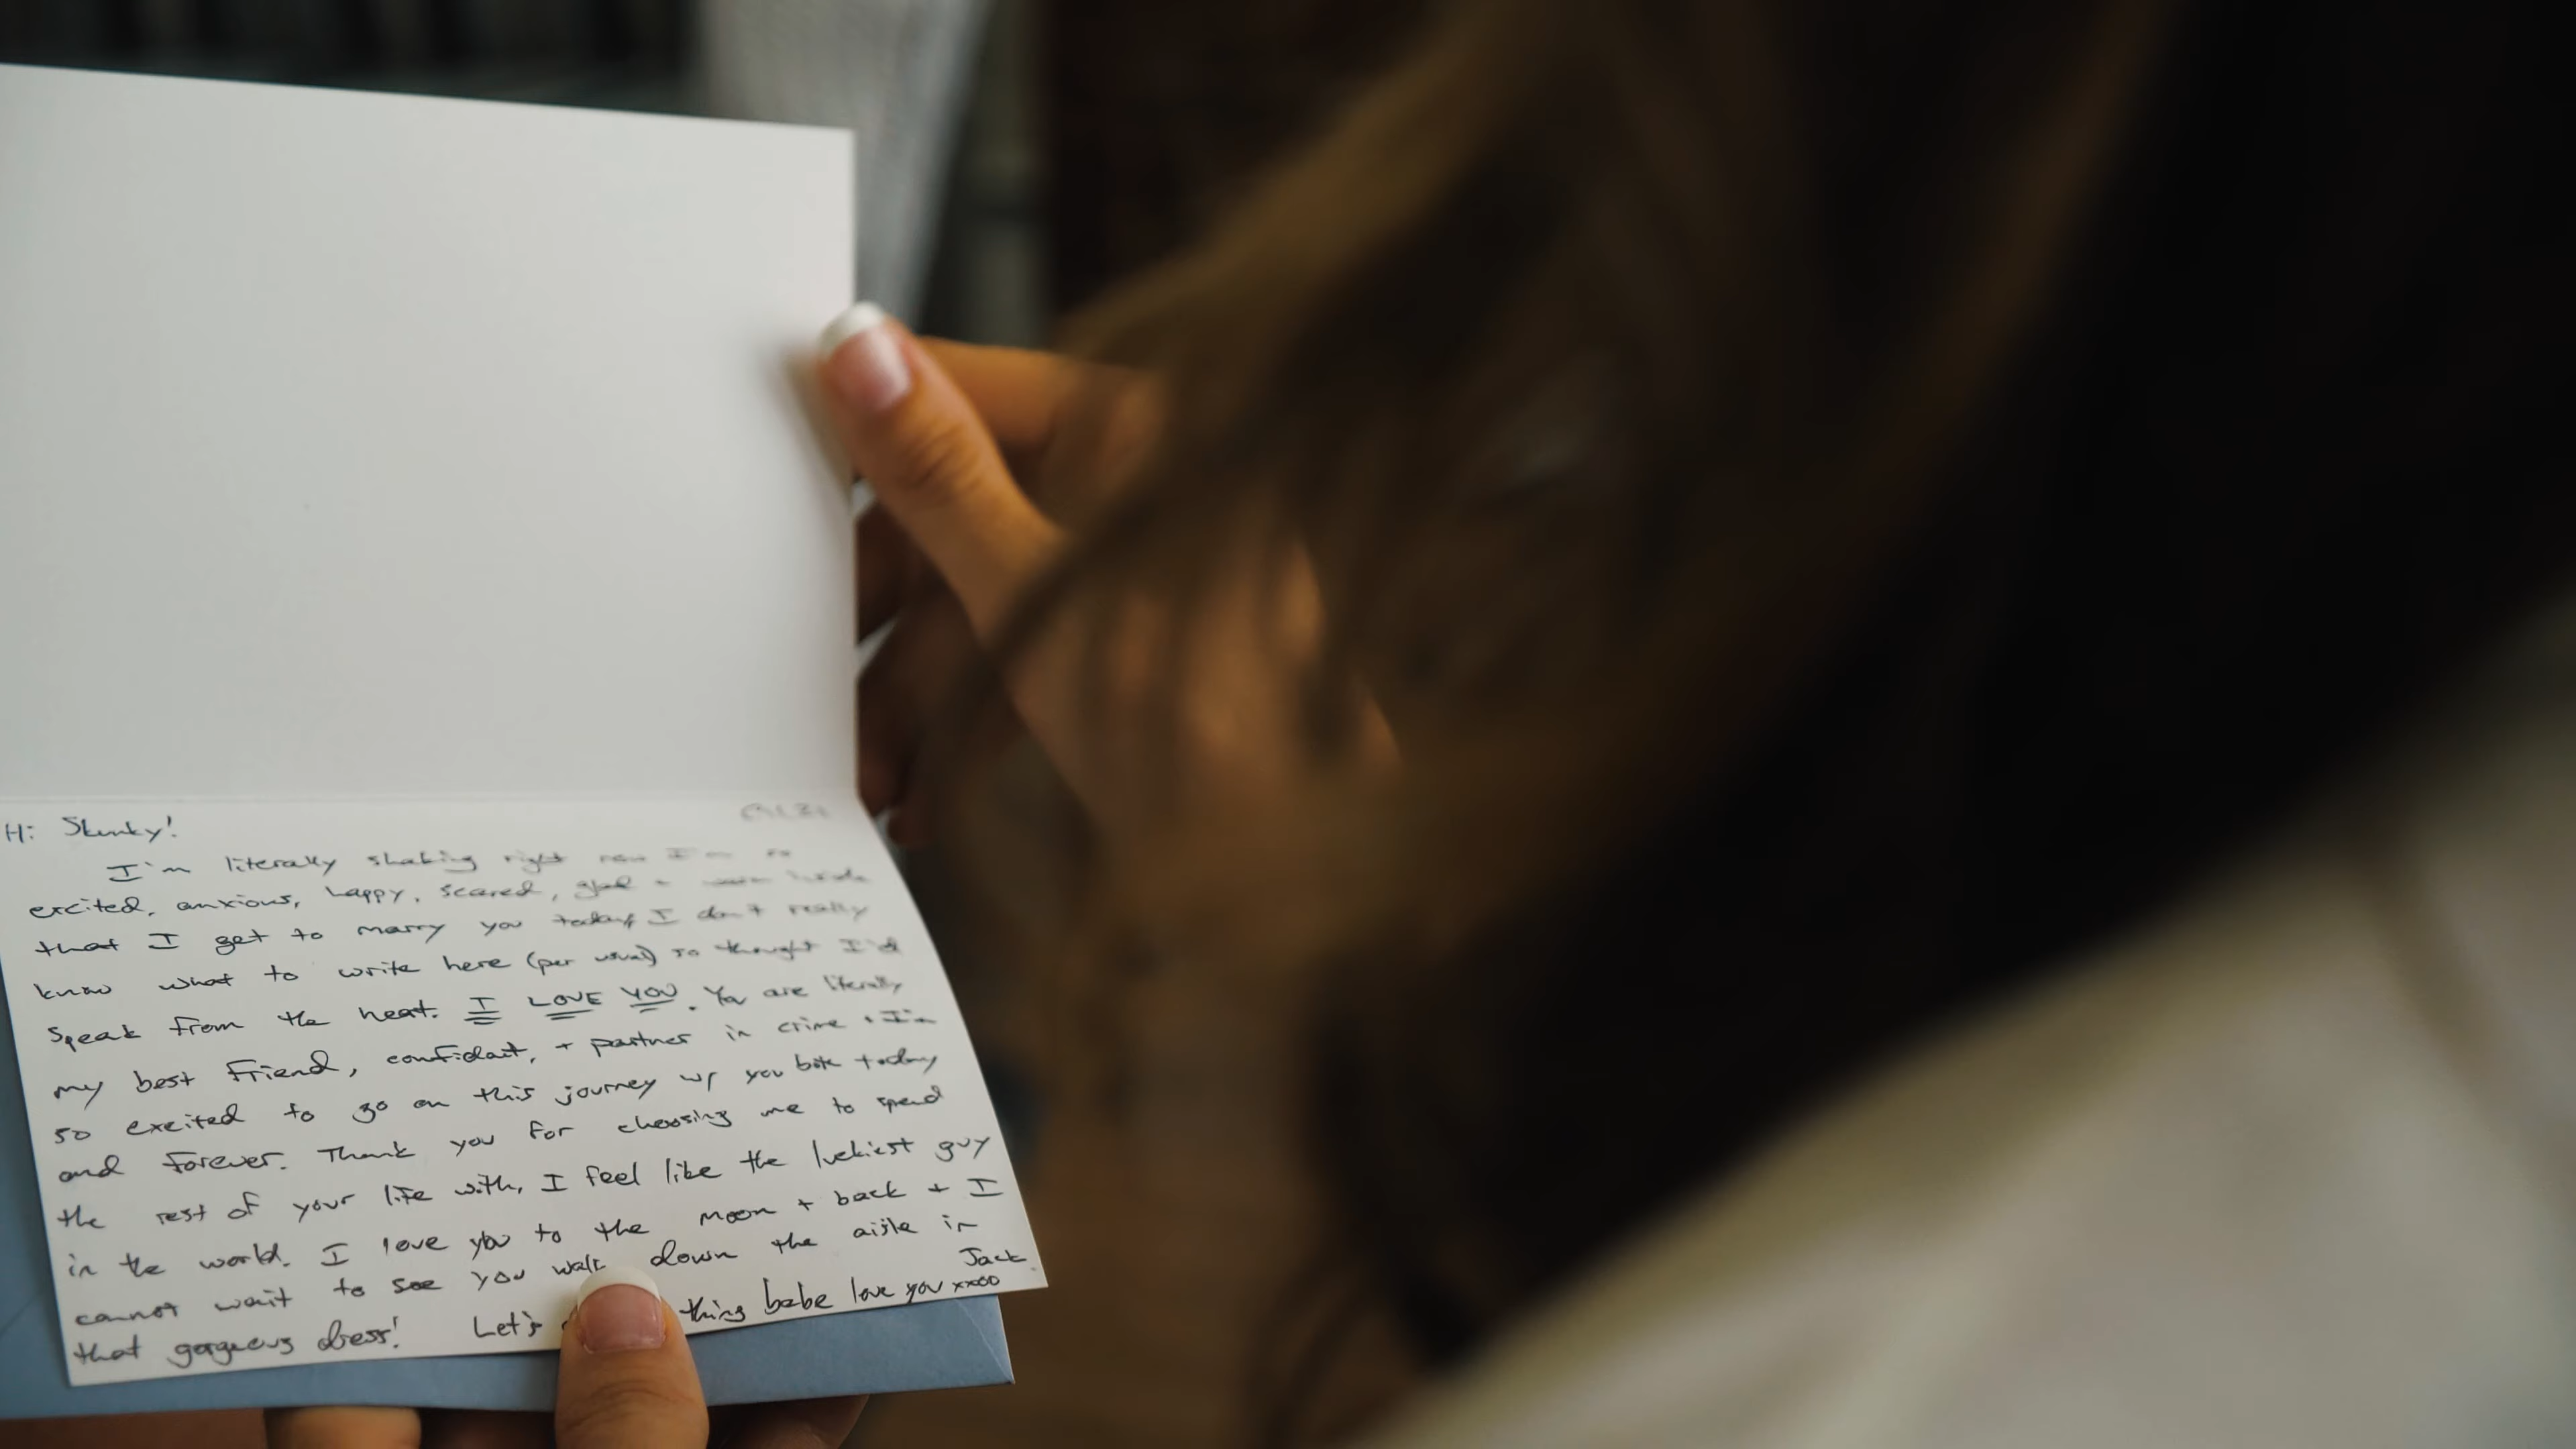 Hi Skunky!
I'm literally shaking right now I'm so
excited, anxious, happy, scared, glad + warm inside
that I get to marry you today, I don't really
know what to write here (per usual) so thought I'd
speak from the heat. I LOVE YOU. You are literally
my best friend, confidant, + partner in crime + I'm
so excited to go on this journey w/ you both today
and forever. Thank you for choosing me to spend
the rest of your life with, I feel like the luckiest guy
in the world. I love you to the moon + back + I
cannot wait to see you walk down the aisle in
that gorgeous dress! Let's thing babe love you xxoo
Jack